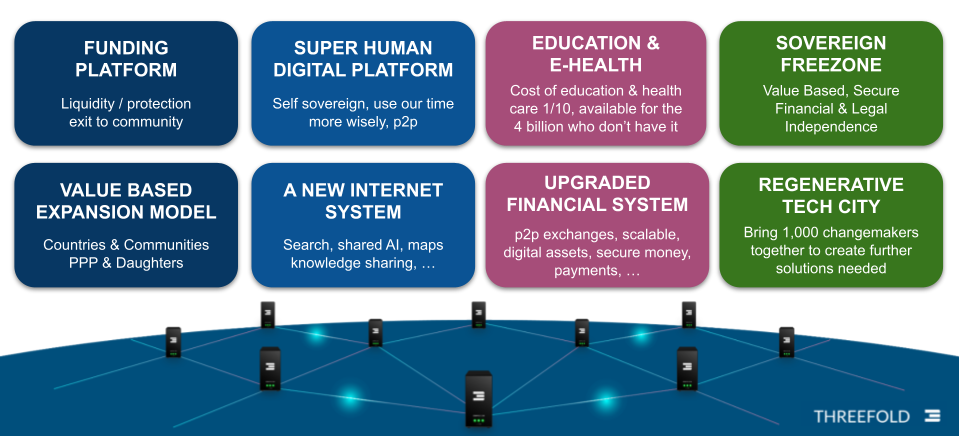 FUNDING
PLATFORM
Liquidity / protection
exit to community
SUPER HUMAN
DIGITAL PLATFORM
Self sovereign, use our time
more wisely, p2p
EDUCATION &
E-HEALTH
Cost of education & health
care 1/10, available for the
4 billion who don't have it
SOVEREIGN
FREEZONE
Value Based, Secure
Financial & Legal
Independence
VALUE BASED
EXPANSION MODEL
Countries & Communities
PPP & Daughters
A NEW INTERNET
SYSTEM
Search, shared AI, maps
knowledge sharing, …
UPGRADED
FINANCIAL SYSTEM
p2p exchanges, scalable,
digital assets, secure money,
payments, …
REGENERATIVE
TECH CITY
Bring 1,000 changemakers
together to create further
solutions needed
THREEFOLD